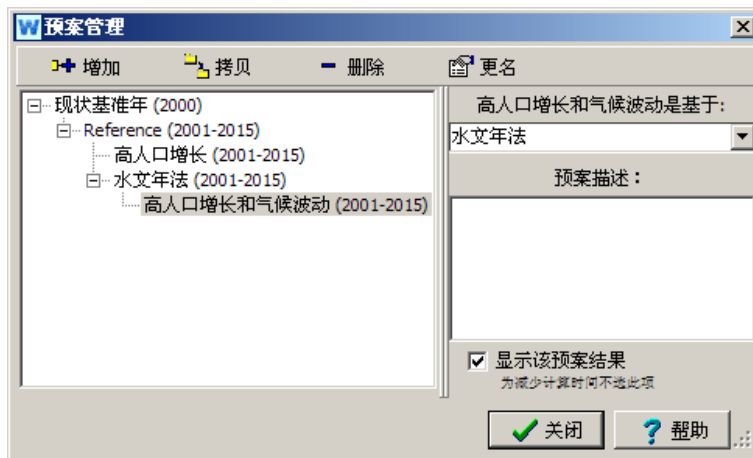 预案管理
增加 拷贝 删除 更名
现状基准年 (2000)
Reference (2001-2015)
高人口增长 (2001-2015)
水文年法 (2001-2015)
高人口增长和气候波动 (2001-2015)
高人口增长和气候波动是基于:
水文年法
预案描述：
显示该预案结果
为减少计算时间不选此项
关闭 帮助